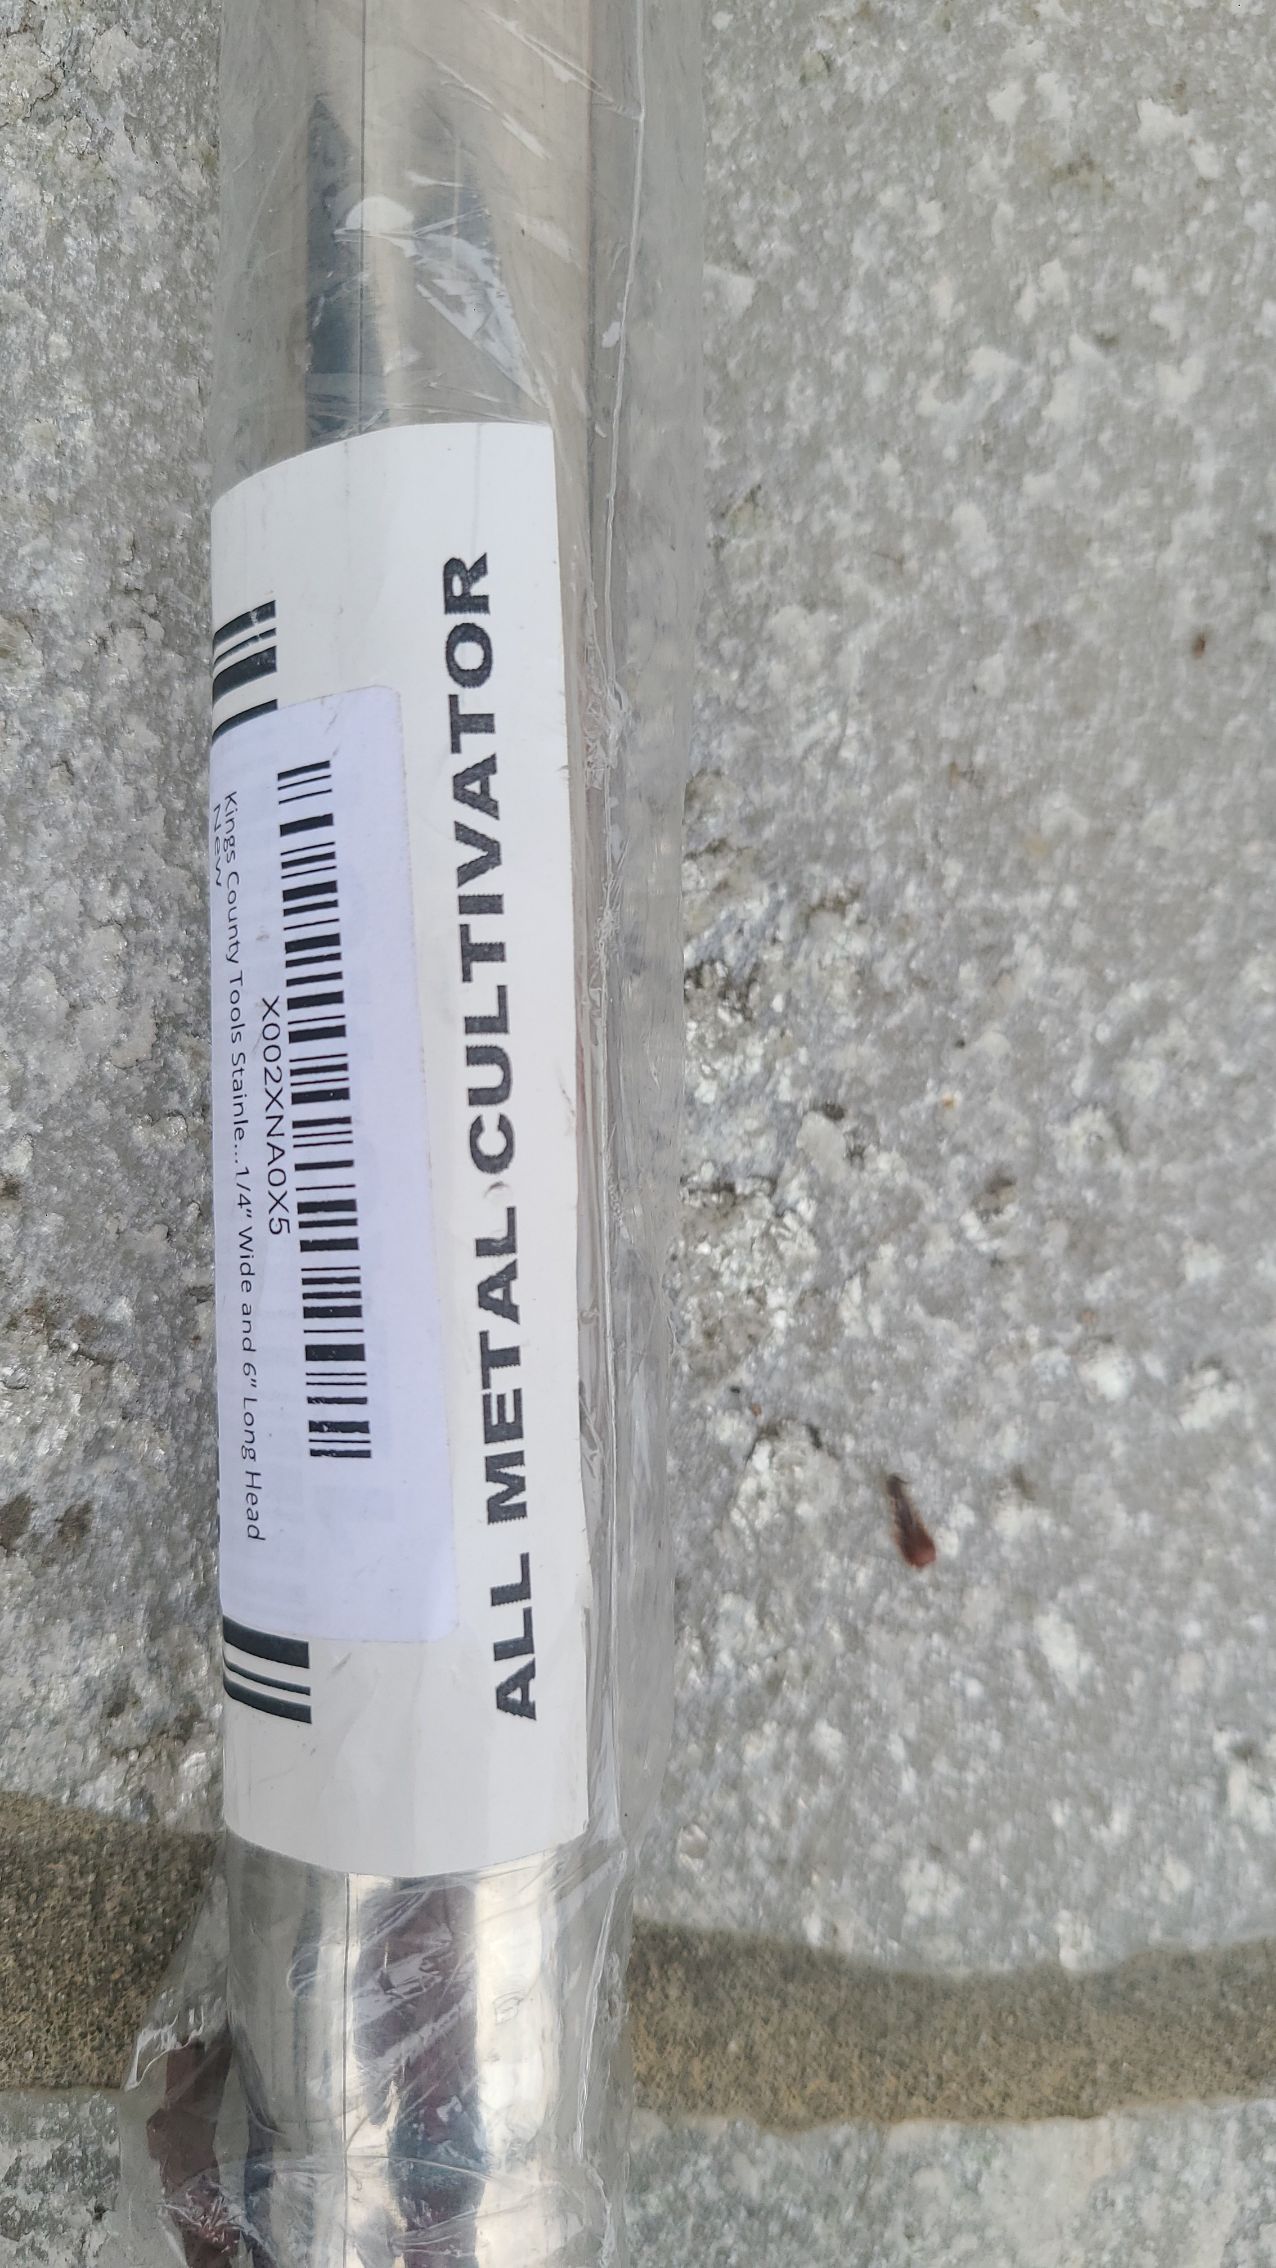 ALL METAL CULTIVATOR
X002XNA0X5
Kings County Tools Stainle...1/4" Wide and 6" Long Head
New